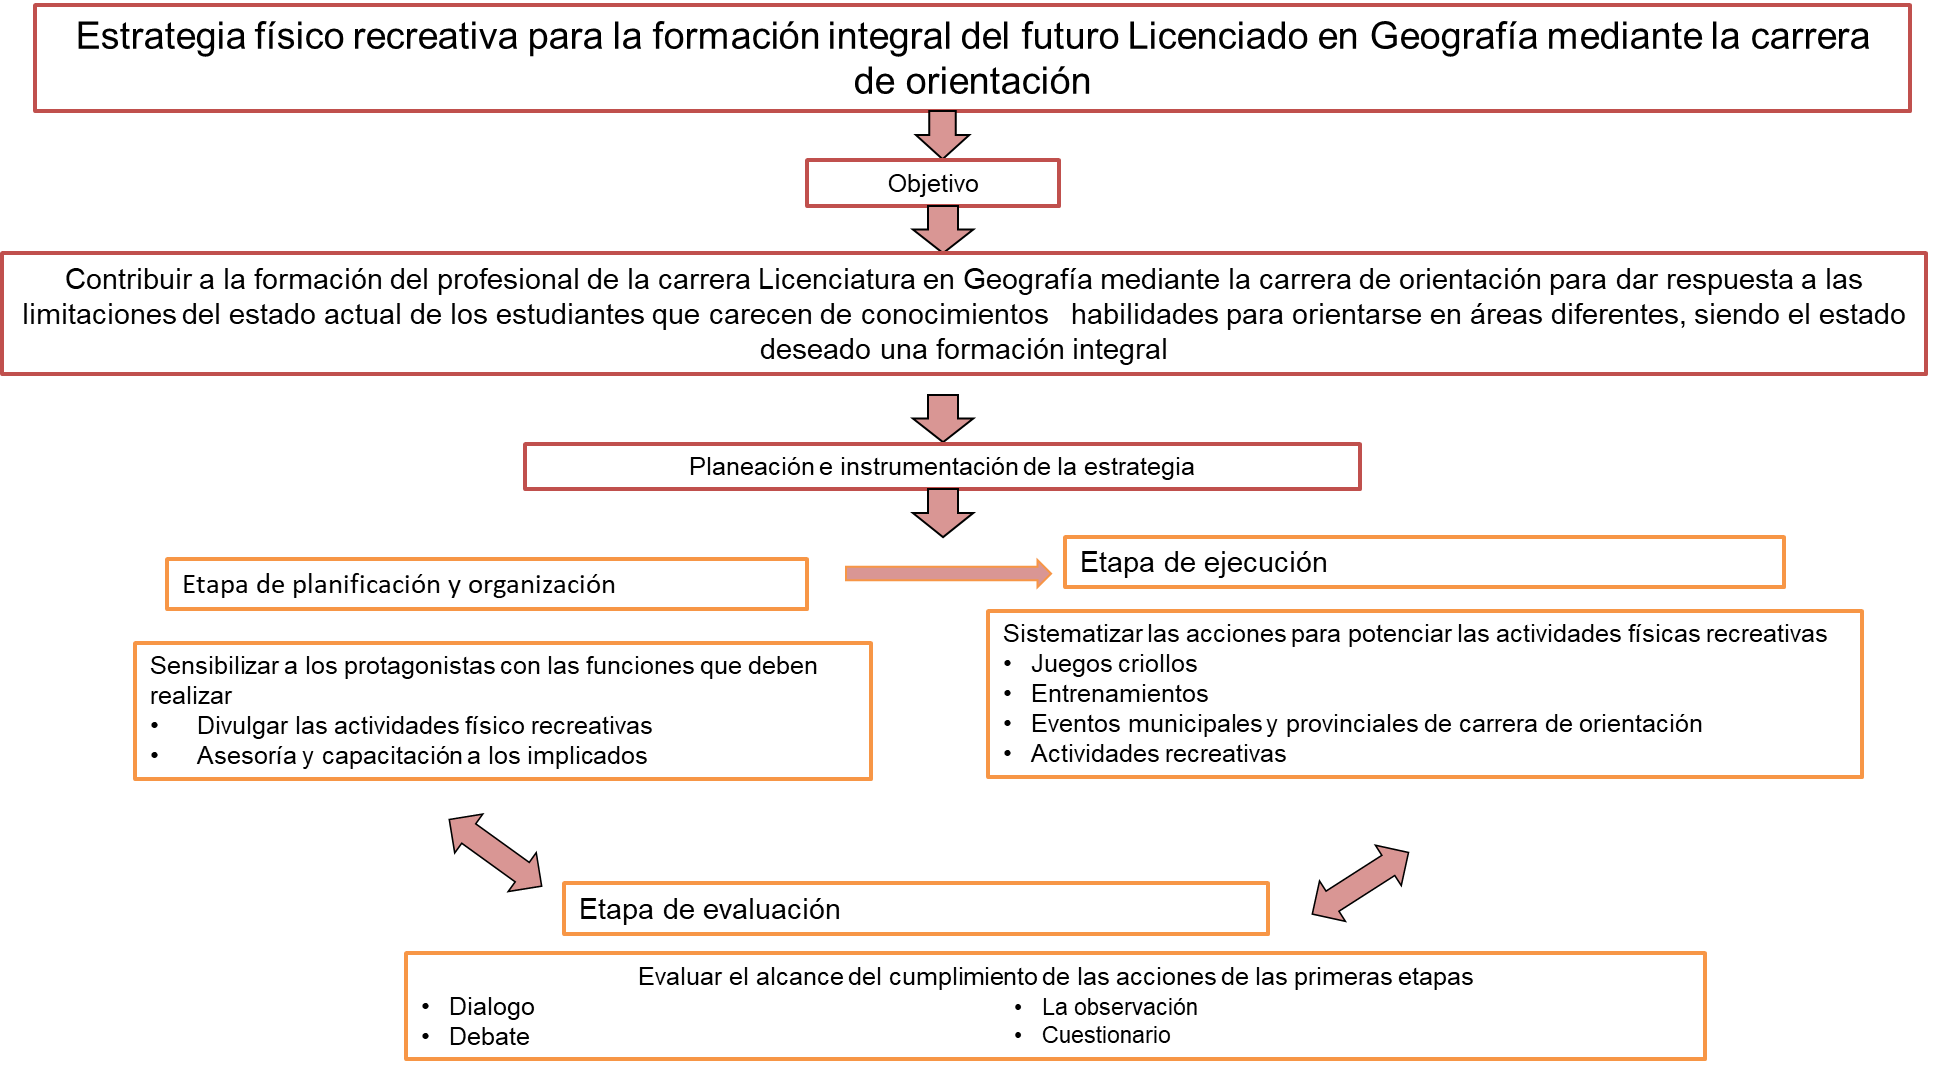 Estrategia físico recreativa para la formación integral del futuro Licenciado en Geografía mediante la carrera
de orientación
Objetivo
Contribuir a la formación del profesional de la carrera Licenciatura en Geografía mediante la carrera de orientación para dar respuesta a las
limitaciones del estado actual de los estudiantes que carecen de conocimientos habilidades para orientarse en áreas diferentes, siendo el estado
deseado una formación integral
Planeación e instrumentación de la estrategia
Etapa de planificación y organización
Sensibilizar a los protagonistas con las funciones que deben
realizar
• Divulgar las actividades físico recreativas
• Asesoría y capacitación a los implicados
Etapa de ejecución
Sistematizar las acciones para potenciar las actividades físicas recreativas
• Juegos criollos
• Entrenamientos
• Eventos municipales y provinciales de carrera de orientación
• Actividades recreativas
Etapa de evaluación
Evaluar el alcance del cumplimiento de las acciones de las primeras etapas
• Dialogo
• Debate
• La observación
• Cuestionario